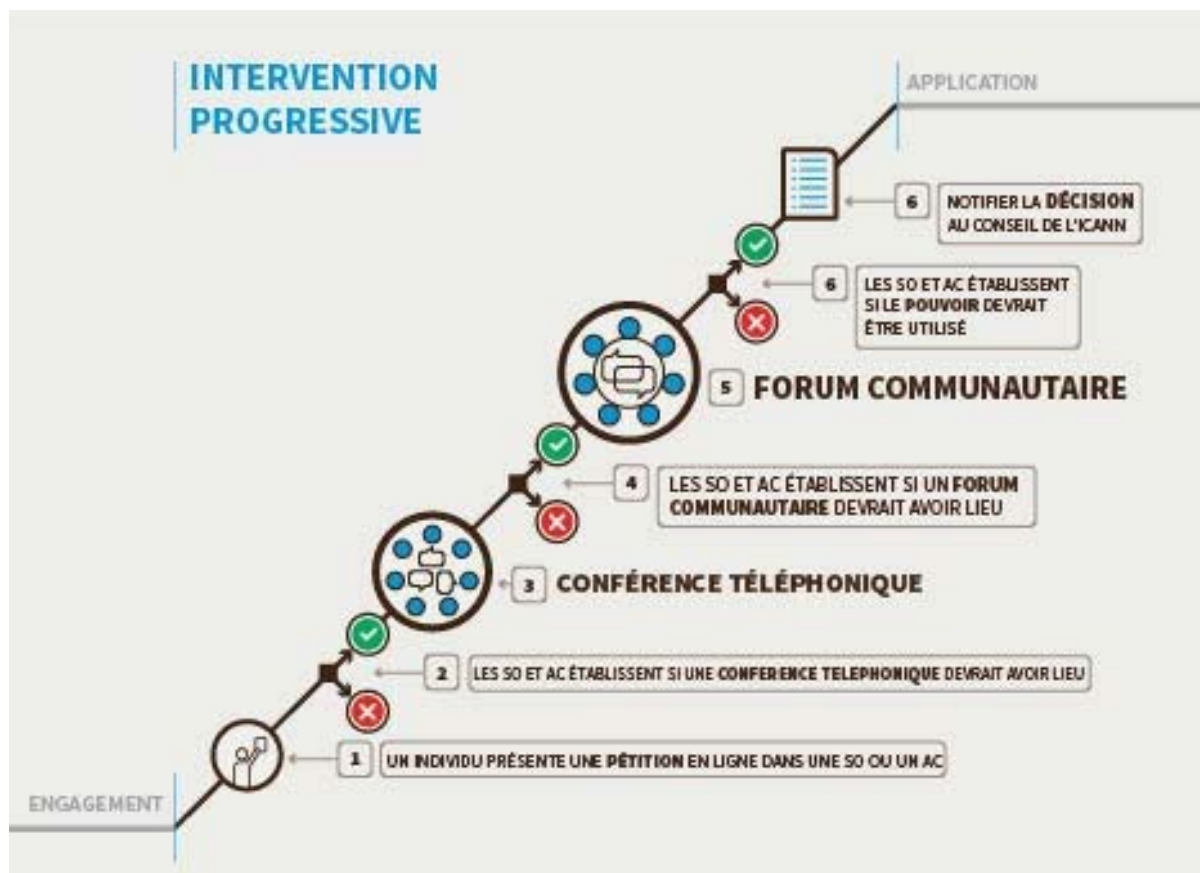 INTERVENTION
PROGRESSIVE
APPLICATION
6
NOTIFIER LA DÉCISION
AU CONSEIL DE L'ICANN
6
LES SO ET AC ÉTABLISSENT
SI LE POUVOIR DEVRAIT
ÊTRE UTILISÉ
5 FORUM COMMUNAUTAIRE
4
LES SO ET AC ÉTABLISSENT SI UN FORUM
COMMUNAUTAIRE DEVRAIT AVOIR LIEU
3 CONFÉRENCE TÉLÉPHONIQUE
2 LES SO ET AC ÉTABLISSENT SI UNE CONFERENCE TELEPHONIQUE DEVRAIT AVOIR LIEU
1 UN INDIVIDU PRÉSENTE UNE PÉTITION EN LIGNE DANS UNE SO OU UN AC
ENGAGEMENT